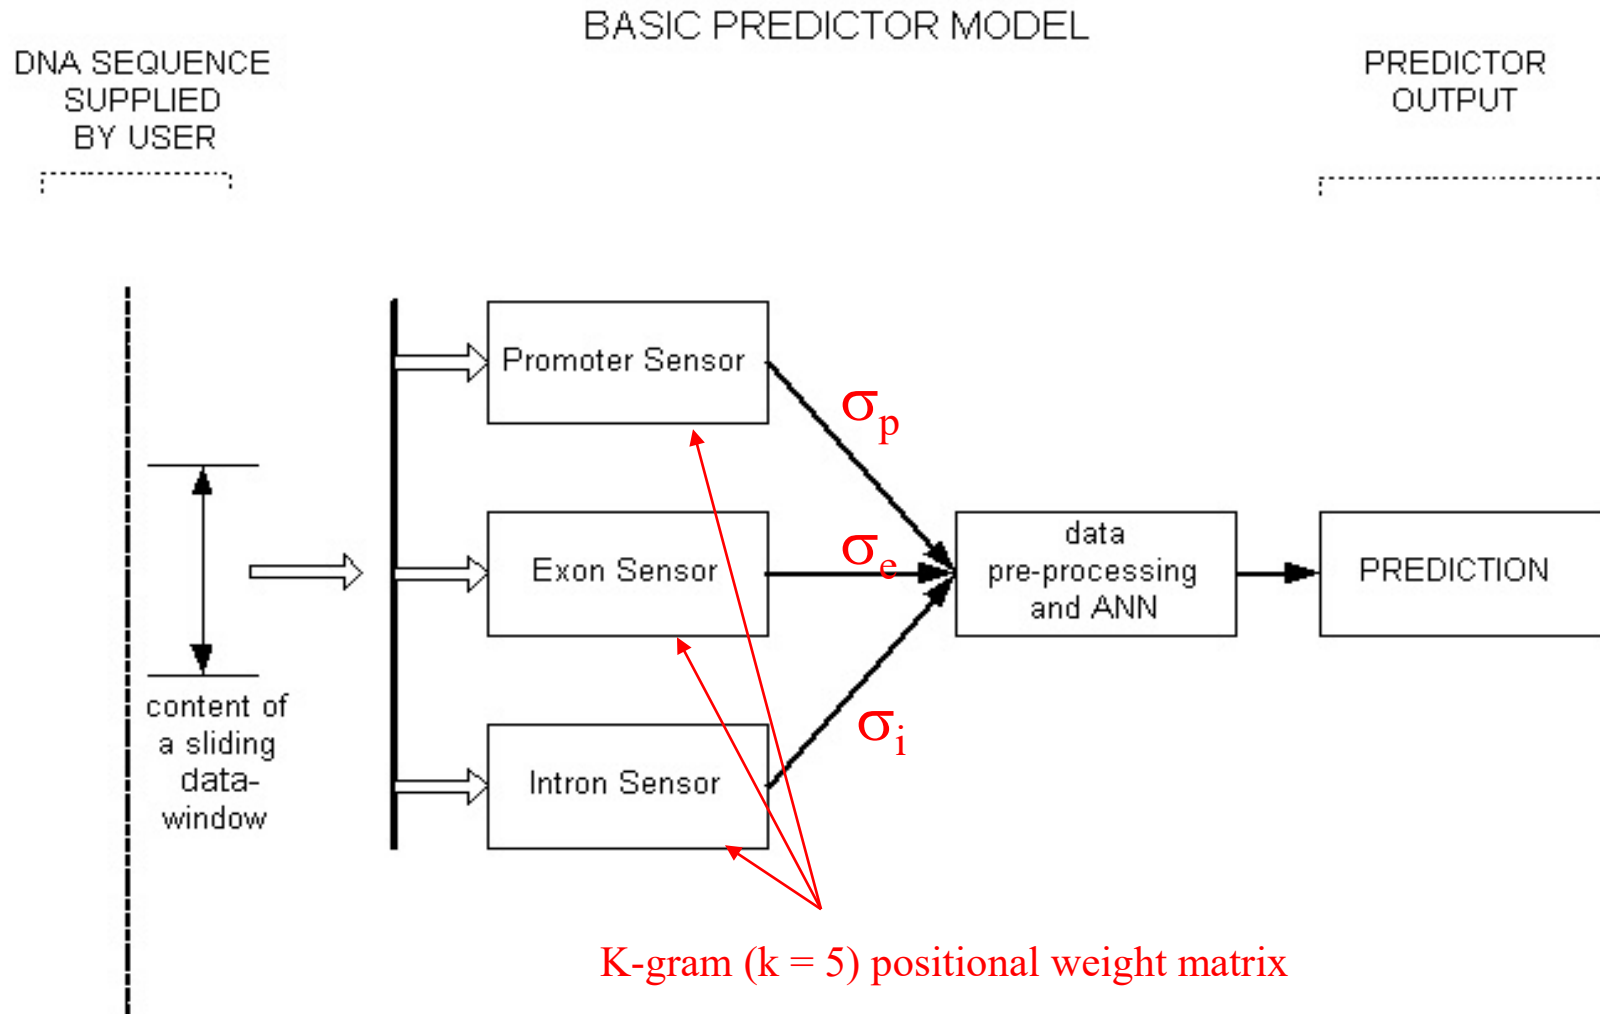 BASIC PREDICTOR MODEL
DNA SEQUENCE
SUPPLIED
BY USER
PREDICTOR
OUTPUT
Promoter Sensor
σp
Exon Sensor
σe
data
pre-processing
and ANN
PREDICTION
content of
a sliding
data-
window
Intron Sensor
σi
K-gram (k = 5) positional weight matrix